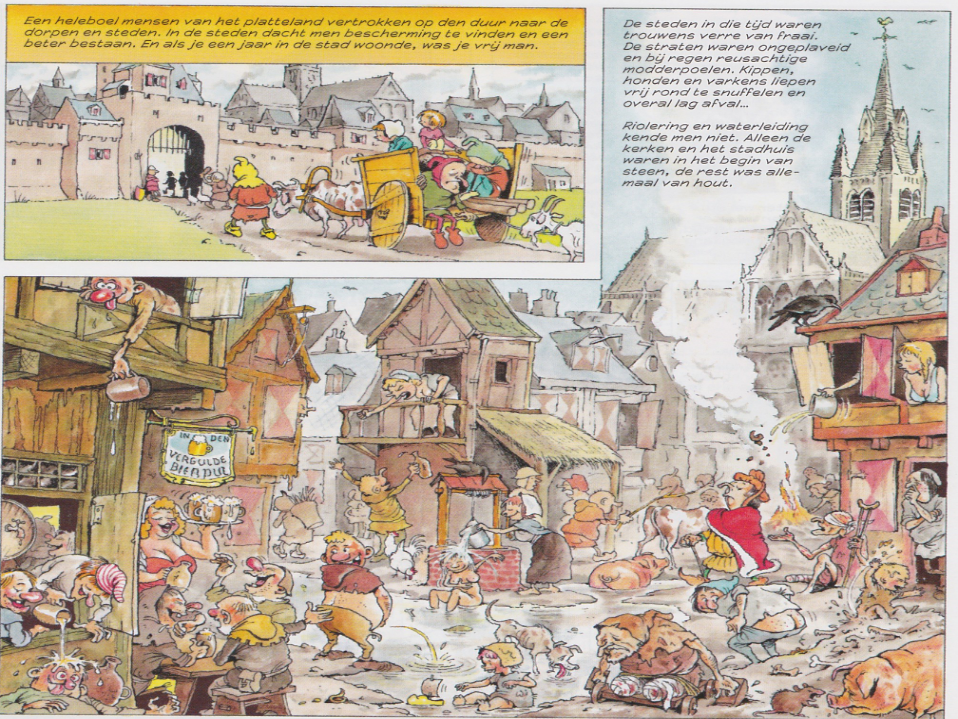 Een heleboel mensen van het platteland vertrokken op den duur naar de
dorpen en steden. In de steden dacht men bescherming te vinden en een
beter bestaan. En als je een jaar in de stad woonde, was je vrij man.
De steden in die tijd waren
trouwens verre van fraai.
De straten waren ongeplaveid
en bij regen reusachtige
modderpoelen. Kippen,
honden en varkens liepen
vrij rond te snuffelen en
overal lag afval...
Riolering en waterleiding
kende men niet. Alleen de
kerken en het stadhuis
waren in het begin van
steen, de rest was alle-
maal van hout.
IN DEN
VERGULDE
BIERPUL